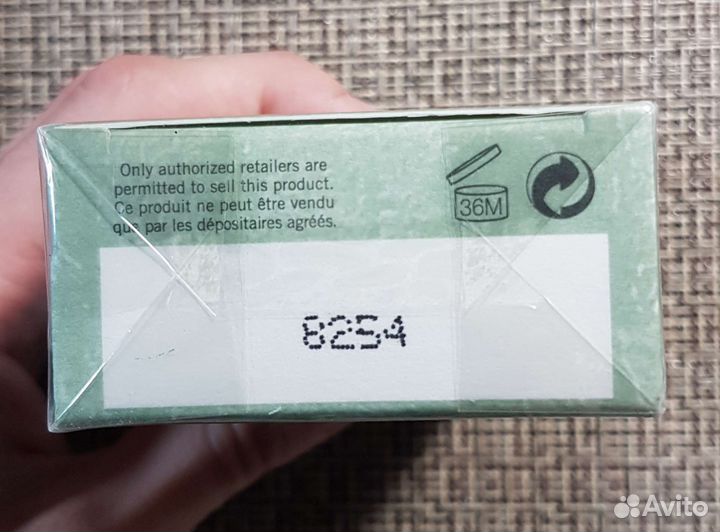 Only authorized retailers are
permitted to sell this product.
Ce produit ne peut être vendu
que par les dépositaires agréés.
36M
8254
Avito